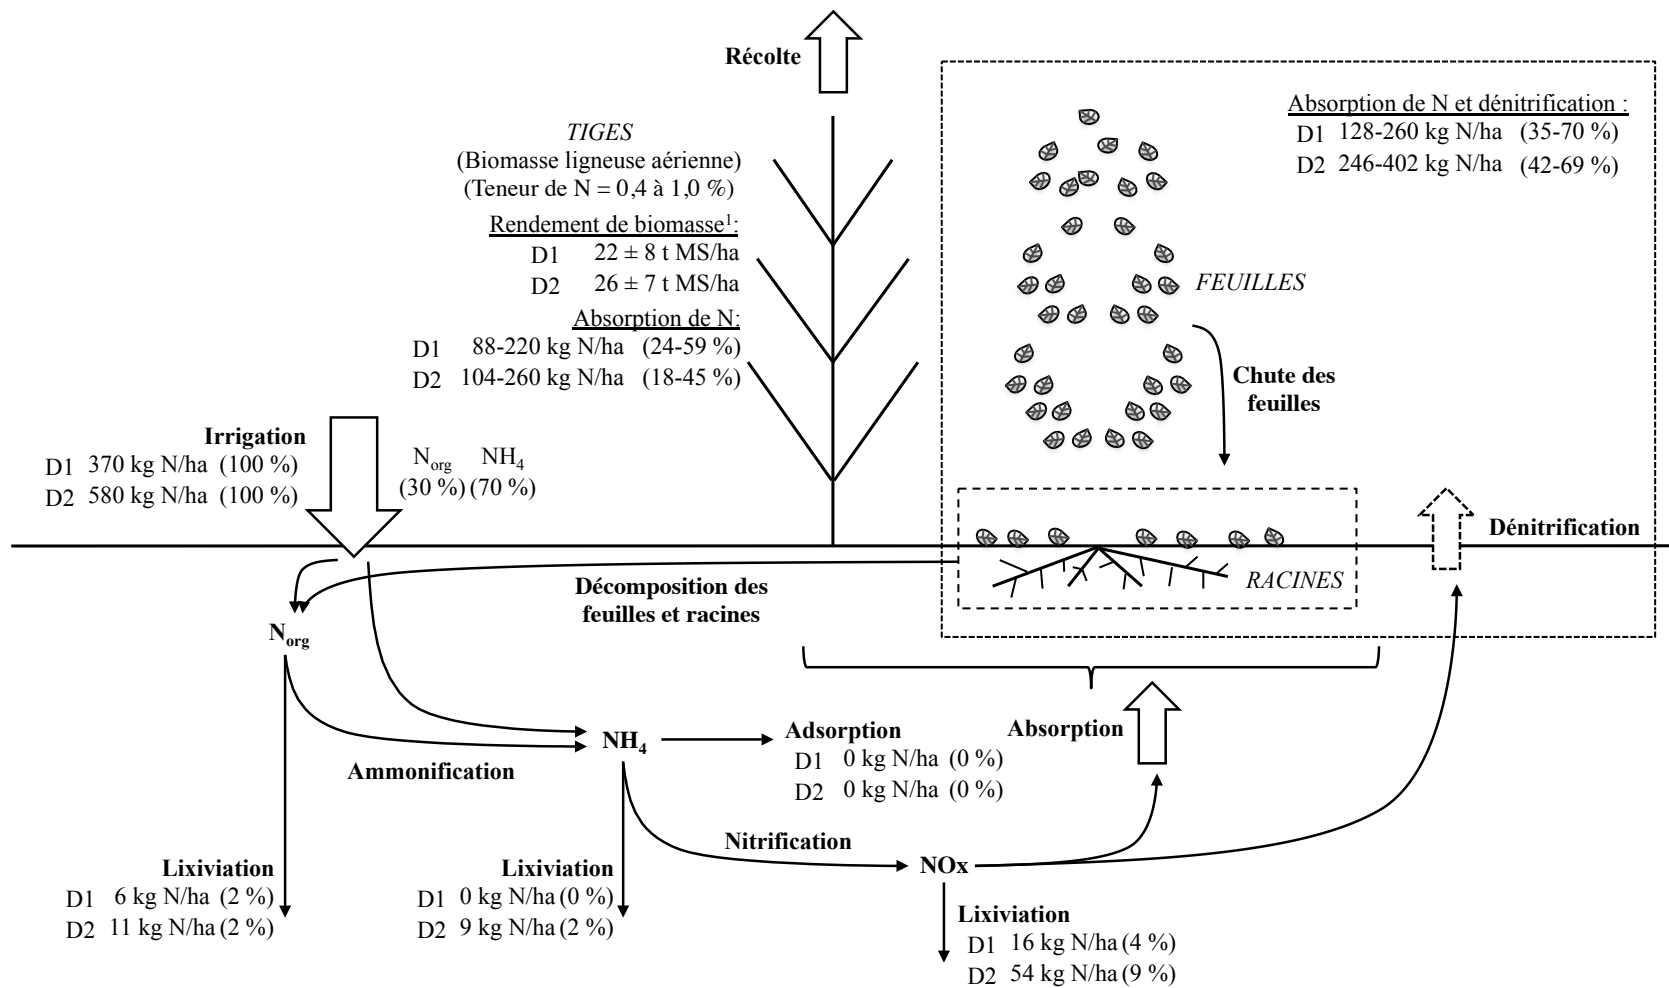 Récolte
TIGES
(Biomasse ligneuse aérienne)
(Teneur de N = 0,4 à 1,0 %)
Rendement de biomasse¹:
D1 22 ± 8 t MS/ha
D2 26 ± 7 t MS/ha
Absorption de N:
D1 88-220 kg N/ha (24-59 %)
D2 104-260 kg N/ha (18-45 %)
Absorption de N et dénitrification :
D1 128-260 kg N/ha (35-70 %)
D2 246-402 kg N/ha (42-69 %)
FEUILLES
Chute des
feuilles
Irrigation
D1 370 kg N/ha (100 %)
D2 580 kg N/ha (100 %)
Norg NH4
(30 %) (70 %)
Dénitrification
RACINES
Décomposition des
feuilles et racines
Norg
NH4
Ammonification
Adsorption
D1 0 kg N/ha (0 %)
D2 0 kg N/ha (0 %)
Absorption
Nitrification
NOx
Lixiviation
D1 6 kg N/ha (2 %)
D2 11 kg N/ha (2 %)
Lixiviation
D1 0 kg N/ha (0 %)
D2 9 kg N/ha (2 %)
Lixiviation
D1 16 kg N/ha (4 %)
D2 54 kg N/ha (9 %)